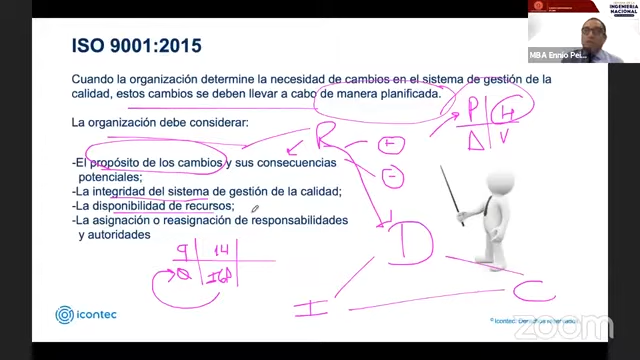 INGENIERÍA
NACIONAL
MBA Ennio Pei...
ISO 9001:2015
Cuando la organización determine la necesidad de cambios en el sistema de gestión de la
calidad, estos cambios se deben llevar a cabo de manera planificada.
La organización debe considerar:
-El propósito de los cambios y sus consecuencias
potenciales;
-La integridad del sistema de gestión de la calidad;
-La disponibilidad de recursos;
-La asignación o reasignación de responsabilidades
y autoridades
P H
A V
R +
-
D
I C
9 14
icontec
zoom